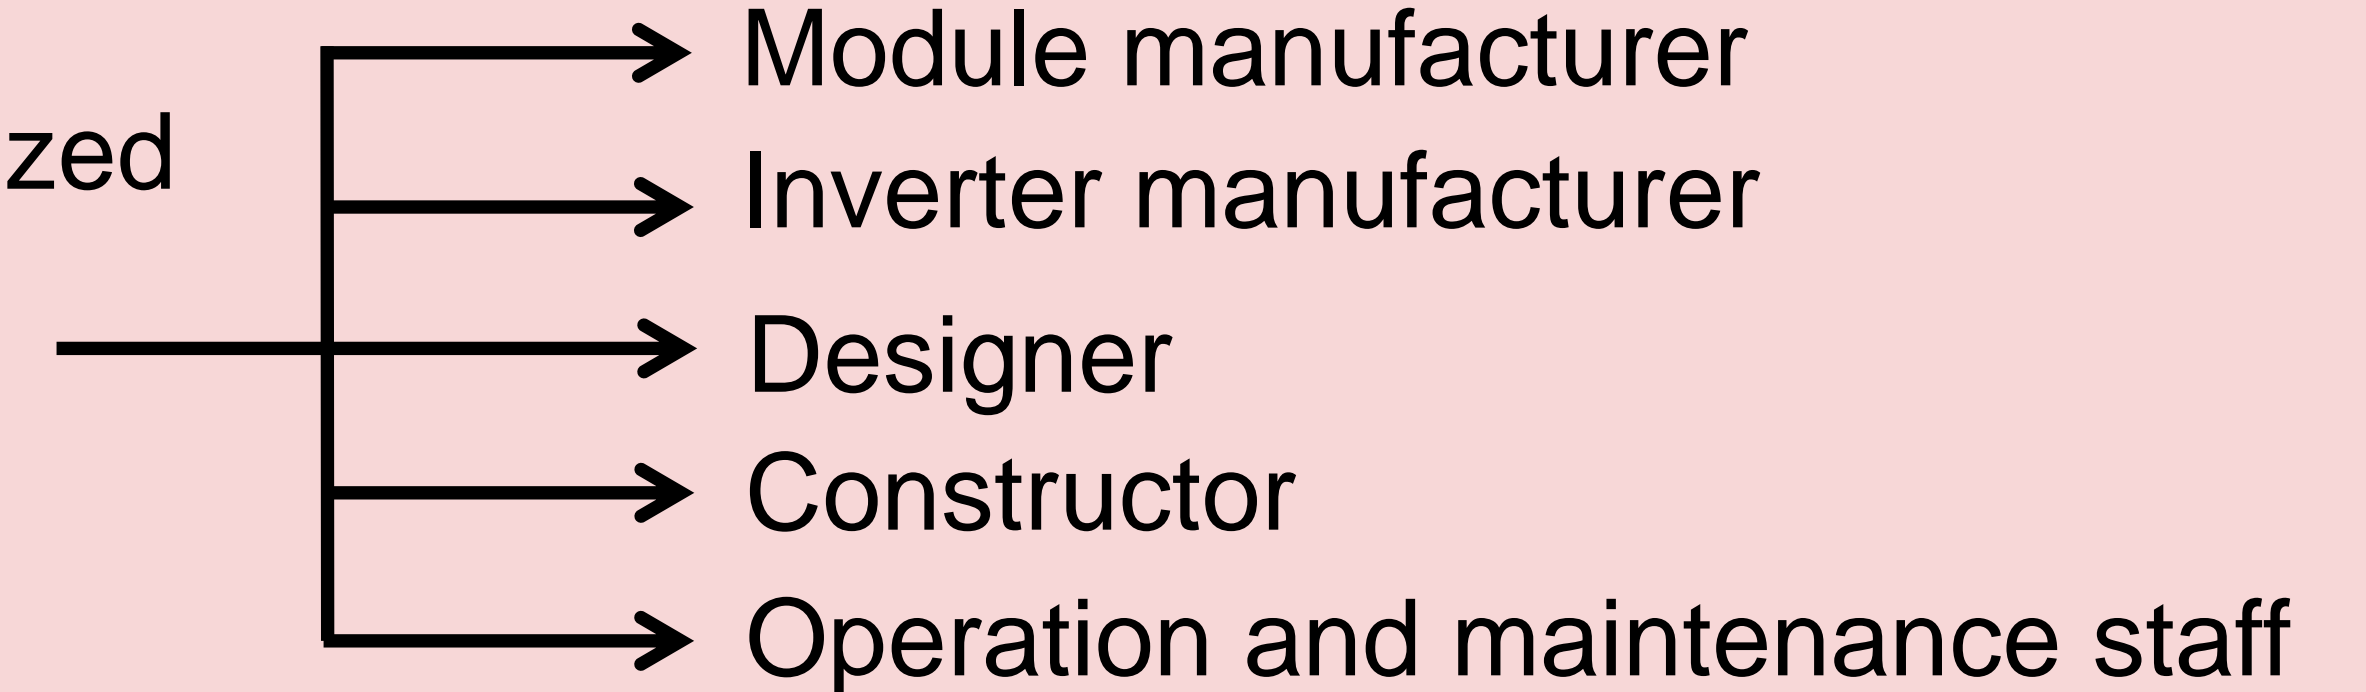 Module manufacturer
zed
Inverter manufacturer
Designer
Constructor
Operation and maintenance staff